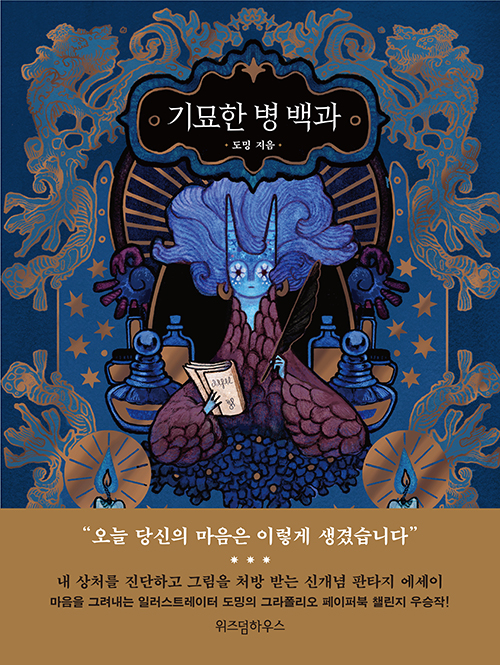 기묘한 병 백과
도밍 지음
“오늘 당신의 마음은 이렇게 생겼습니다”
내 상처를 진단하고 그림을 처방 받는 신개념 판타지 에세이
마음을 그려내는 일러스트레이터 도밍의 그라폴리오 페이퍼북 챌린지 우승작!
위즈덤하우스